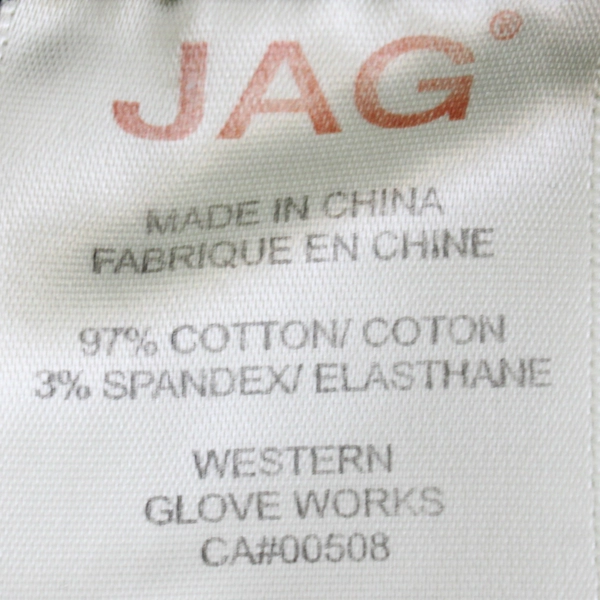 JAG®
MADE IN CHINA
FABRIQUE EN CHINE
97% COTTON/ COTON
3% SPANDEX/ ELASTHANE
WESTERN
GLOVE WORKS
CA#00508